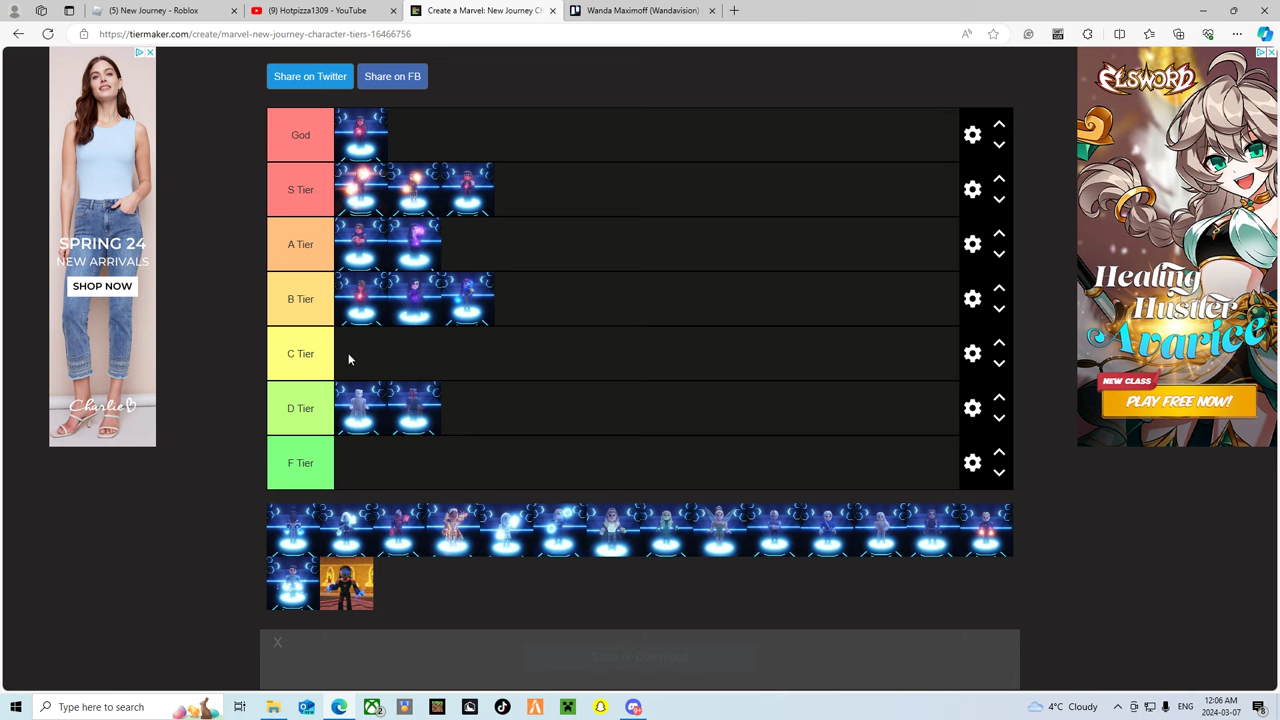 (5) New Journey - Roblox
(9) Hotpizza1309 - YouTube
Create a Marvel: New Journey Ch
Wanda Maximoff (Wandavision)
https://tiermaker.com/create/marvel-new-journey-character-tiers-16466756
Share on Twitter
Share on FB
God
S Tier
A Tier
B Tier
C Tier
D Tier
F Tier
SPRING 24
NEW ARRIVALS
SHOP NOW
Charlie B
ELSWORD
Healing
Hustler
Avarice
NEW CLASS
PLAY FREE NOW!
X
Save or Download
Type here to search
4°C Cloudy
ENG
12:06 AM
2024-03-07